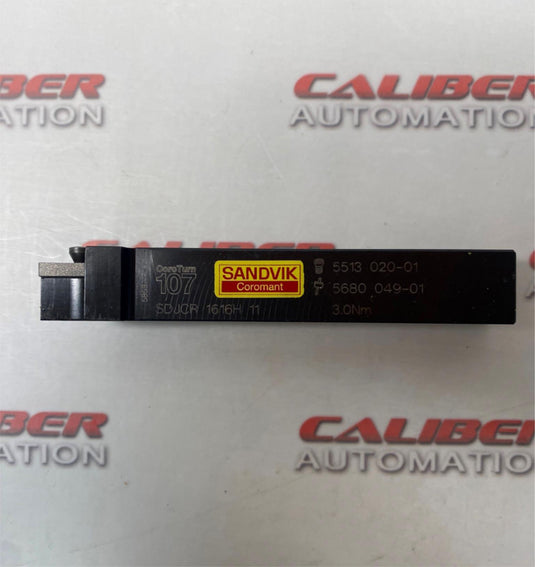 CALIBER
AUTOMATION
CALIBER
AUTOMATION
CoroTurn
107
SANDVIK
Coromant
SDJCR 1616H 11
5513 020-01
5680 049-01
3.0Nm
CALIBER
AUTOMATION
CALIBER
AUTOMATION